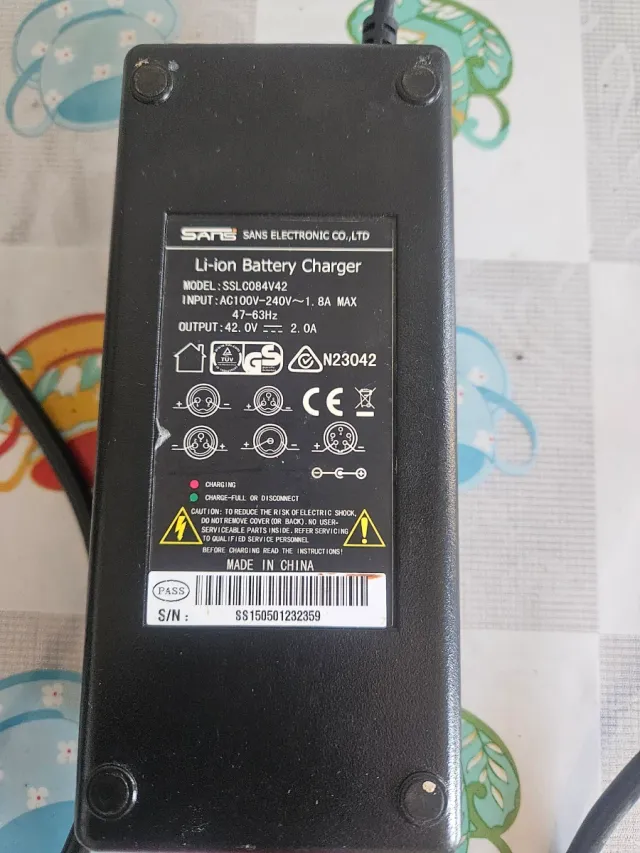 SANS SANS ELECTRONIC CO.,LTD
Li-ion Battery Charger
MODEL:SSLC084V42
INPUT:AC100V-240V~1.8A MAX
47-63Hz
OUTPUT:42.0V ⎓ 2.0A
TÜV GS N23042
+ - + - CE
- + - + - +
- +
CHARGING
CHARGE-FULL OR DISCONNECT
CAUTION: TO REDUCE THE RISK OF ELECTRIC SHOCK,
DO NOT REMOVE COVER (OR BACK). NO USER-
SERVICEABLE PARTS INSIDE. REFER SERVICING
TO QUALIFIED SERVICE PERSONNEL
BEFORE CHARGING READ THE INSTRUCTIONS!
MADE IN CHINA
PASS
S/N: SS150501232359